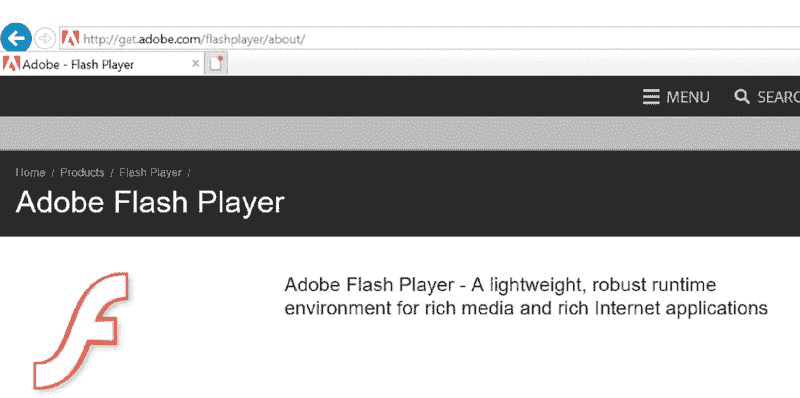 http://get.adobe.com/flashplayer/about/
Adobe - Flash Player
MENU SEARC
Home / Products / Flash Player /
Adobe Flash Player
Adobe Flash Player - A lightweight, robust runtime
environment for rich media and rich Internet applications